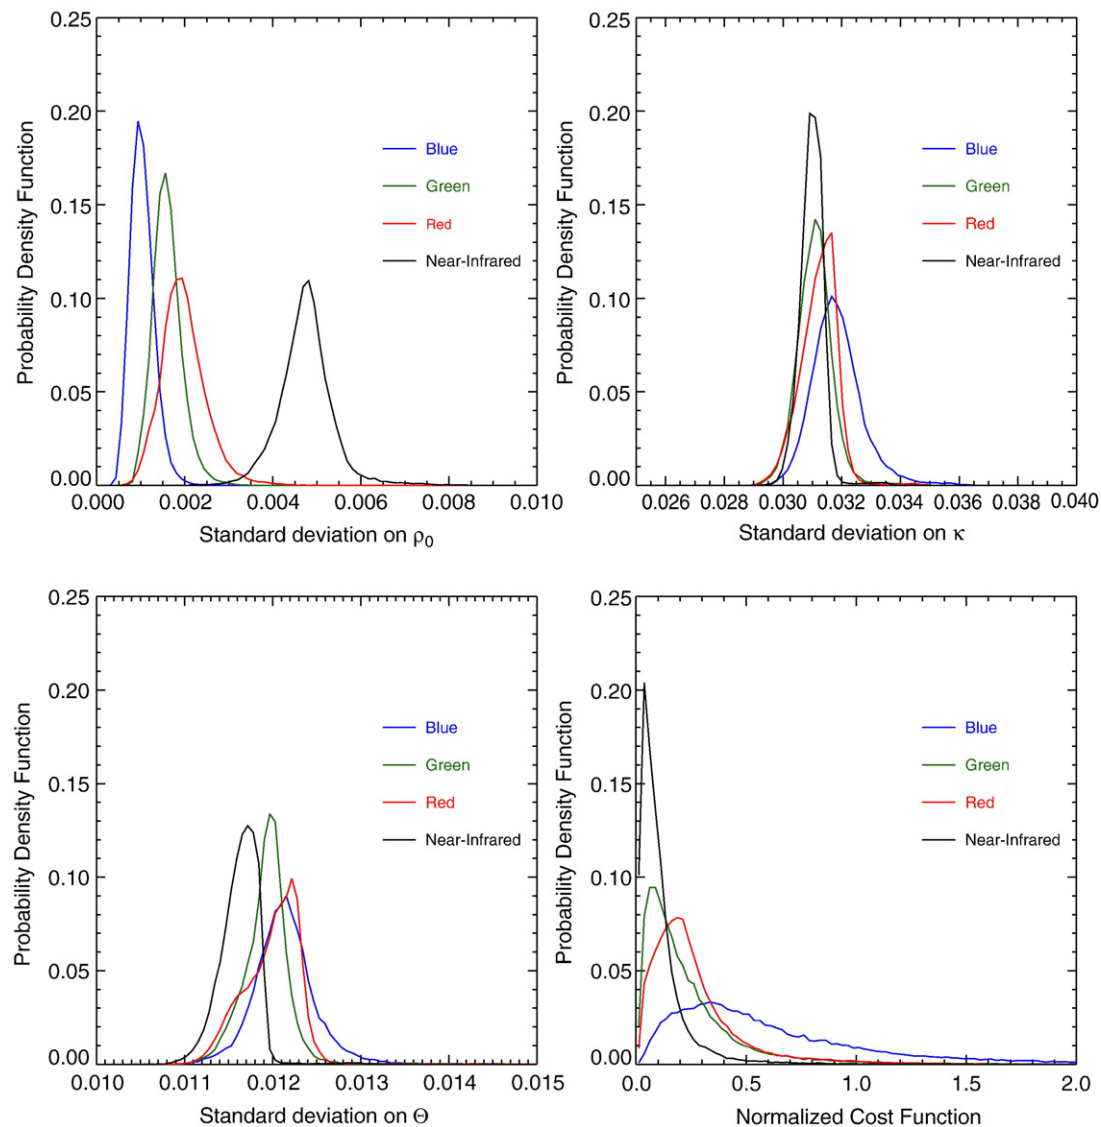 Probability Density Function
0.25
0.20
0.15
0.10
0.05
0.00
Blue
Green
Red
Near-Infrared
0.000 0.002 0.004 0.006 0.008 0.010
Standard deviation on ρ0
Probability Density Function
0.25
0.20
0.15
0.10
0.05
0.00
Blue
Green
Red
Near-Infrared
0.026 0.028 0.030 0.032 0.034 0.036 0.038 0.040
Standard deviation on κ
Probability Density Function
0.25
0.20
0.15
0.10
0.05
0.00
Blue
Green
Red
Near-Infrared
0.010 0.011 0.012 0.013 0.014 0.015
Standard deviation on Θ
Probability Density Function
0.25
0.20
0.15
0.10
0.05
0.00
Blue
Green
Red
Near-Infrared
0.0 0.5 1.0 1.5 2.0
Normalized Cost Function